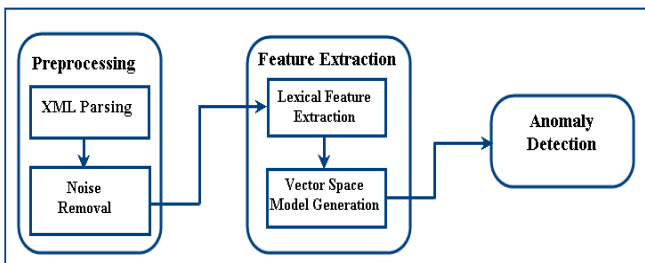 Preprocessing
XML Parsing
Noise
Removal
Feature Extraction
Lexical Feature
Extraction
Vector Space
Model Generation
Anomaly
Detection